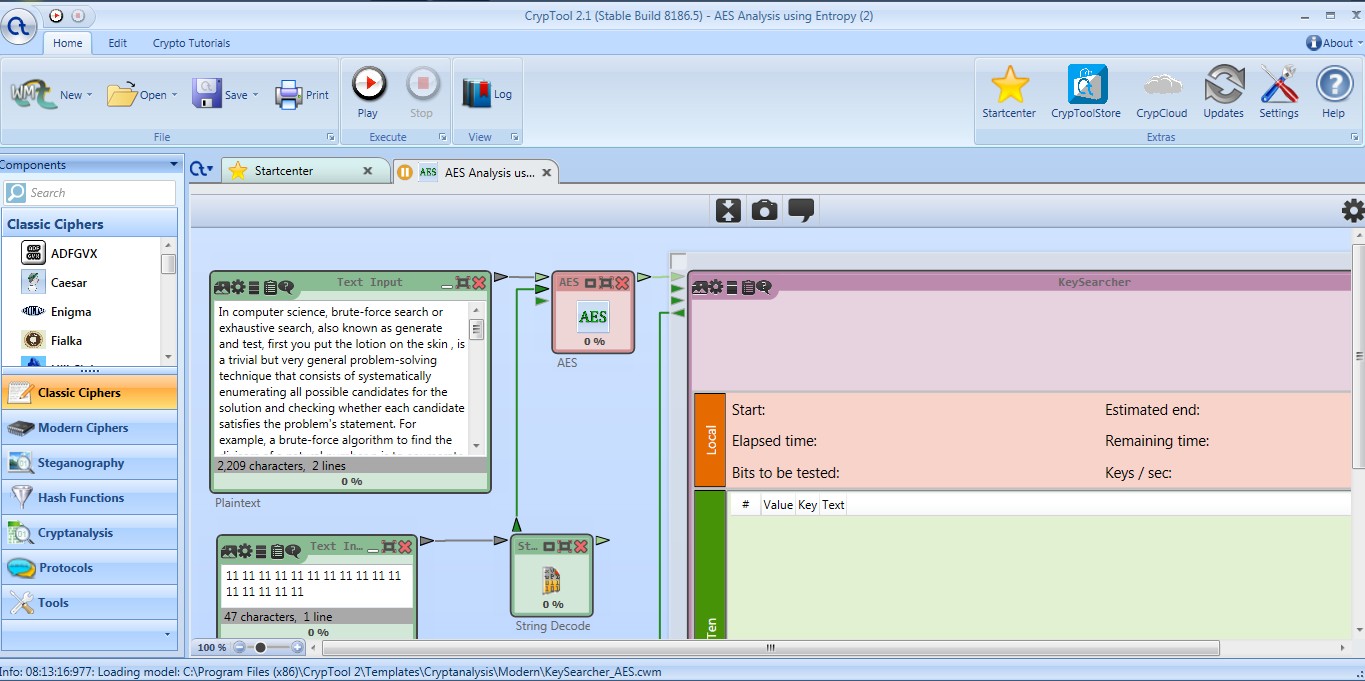 CrypTool 2.1 (Stable Build 8186.5) - AES Analysis using Entropy (2)
Home Edit Crypto Tutorials About
New Open Save Print Play Stop Log Startcenter CrypToolStore CrypCloud Updates Settings Help
File Execute View Extras
Components
Startcenter AES AES Analysis us...
Search
Classic Ciphers
ADFGVX
Caesar
Enigma
Fialka
Classic Ciphers
Modern Ciphers
Steganography
Hash Functions
Cryptanalysis
Protocols
Tools
Text Input
In computer science, brute-force search or
exhaustive search, also known as generate
and test, first you put the lotion on the skin , is
a trivial but very general problem-solving
technique that consists of systematically
enumerating all possible candidates for the
solution and checking whether each candidate
satisfies the problem's statement. For
example, a brute-force algorithm to find the
2,209 characters, 2 lines
0 %
Plaintext
AES
AES
0 %
AES
KeySearcher
Local
Start: Estimated end:
Elapsed time: Remaining time:
Bits to be tested: Keys / sec:
Ten
# Value Key Text
Text In...
11 11 11 11 11 11 11 11 11 11 11
11 11 11 11 11
47 characters, 1 line
0 %
St...
0 %
String Decode
100 %
Info: 08:13:16:977: Loading model: C:\Program Files (x86)\CrypTool 2\Templates\Cryptanalysis\Modern\KeySearcher_AES.cwm